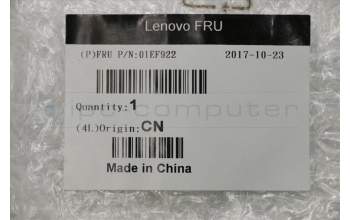 Lenovo FRU
(P)FRU P/N:01EF922 2017-10-23
Quantity:1
(4L)Origin:CN
Made in China